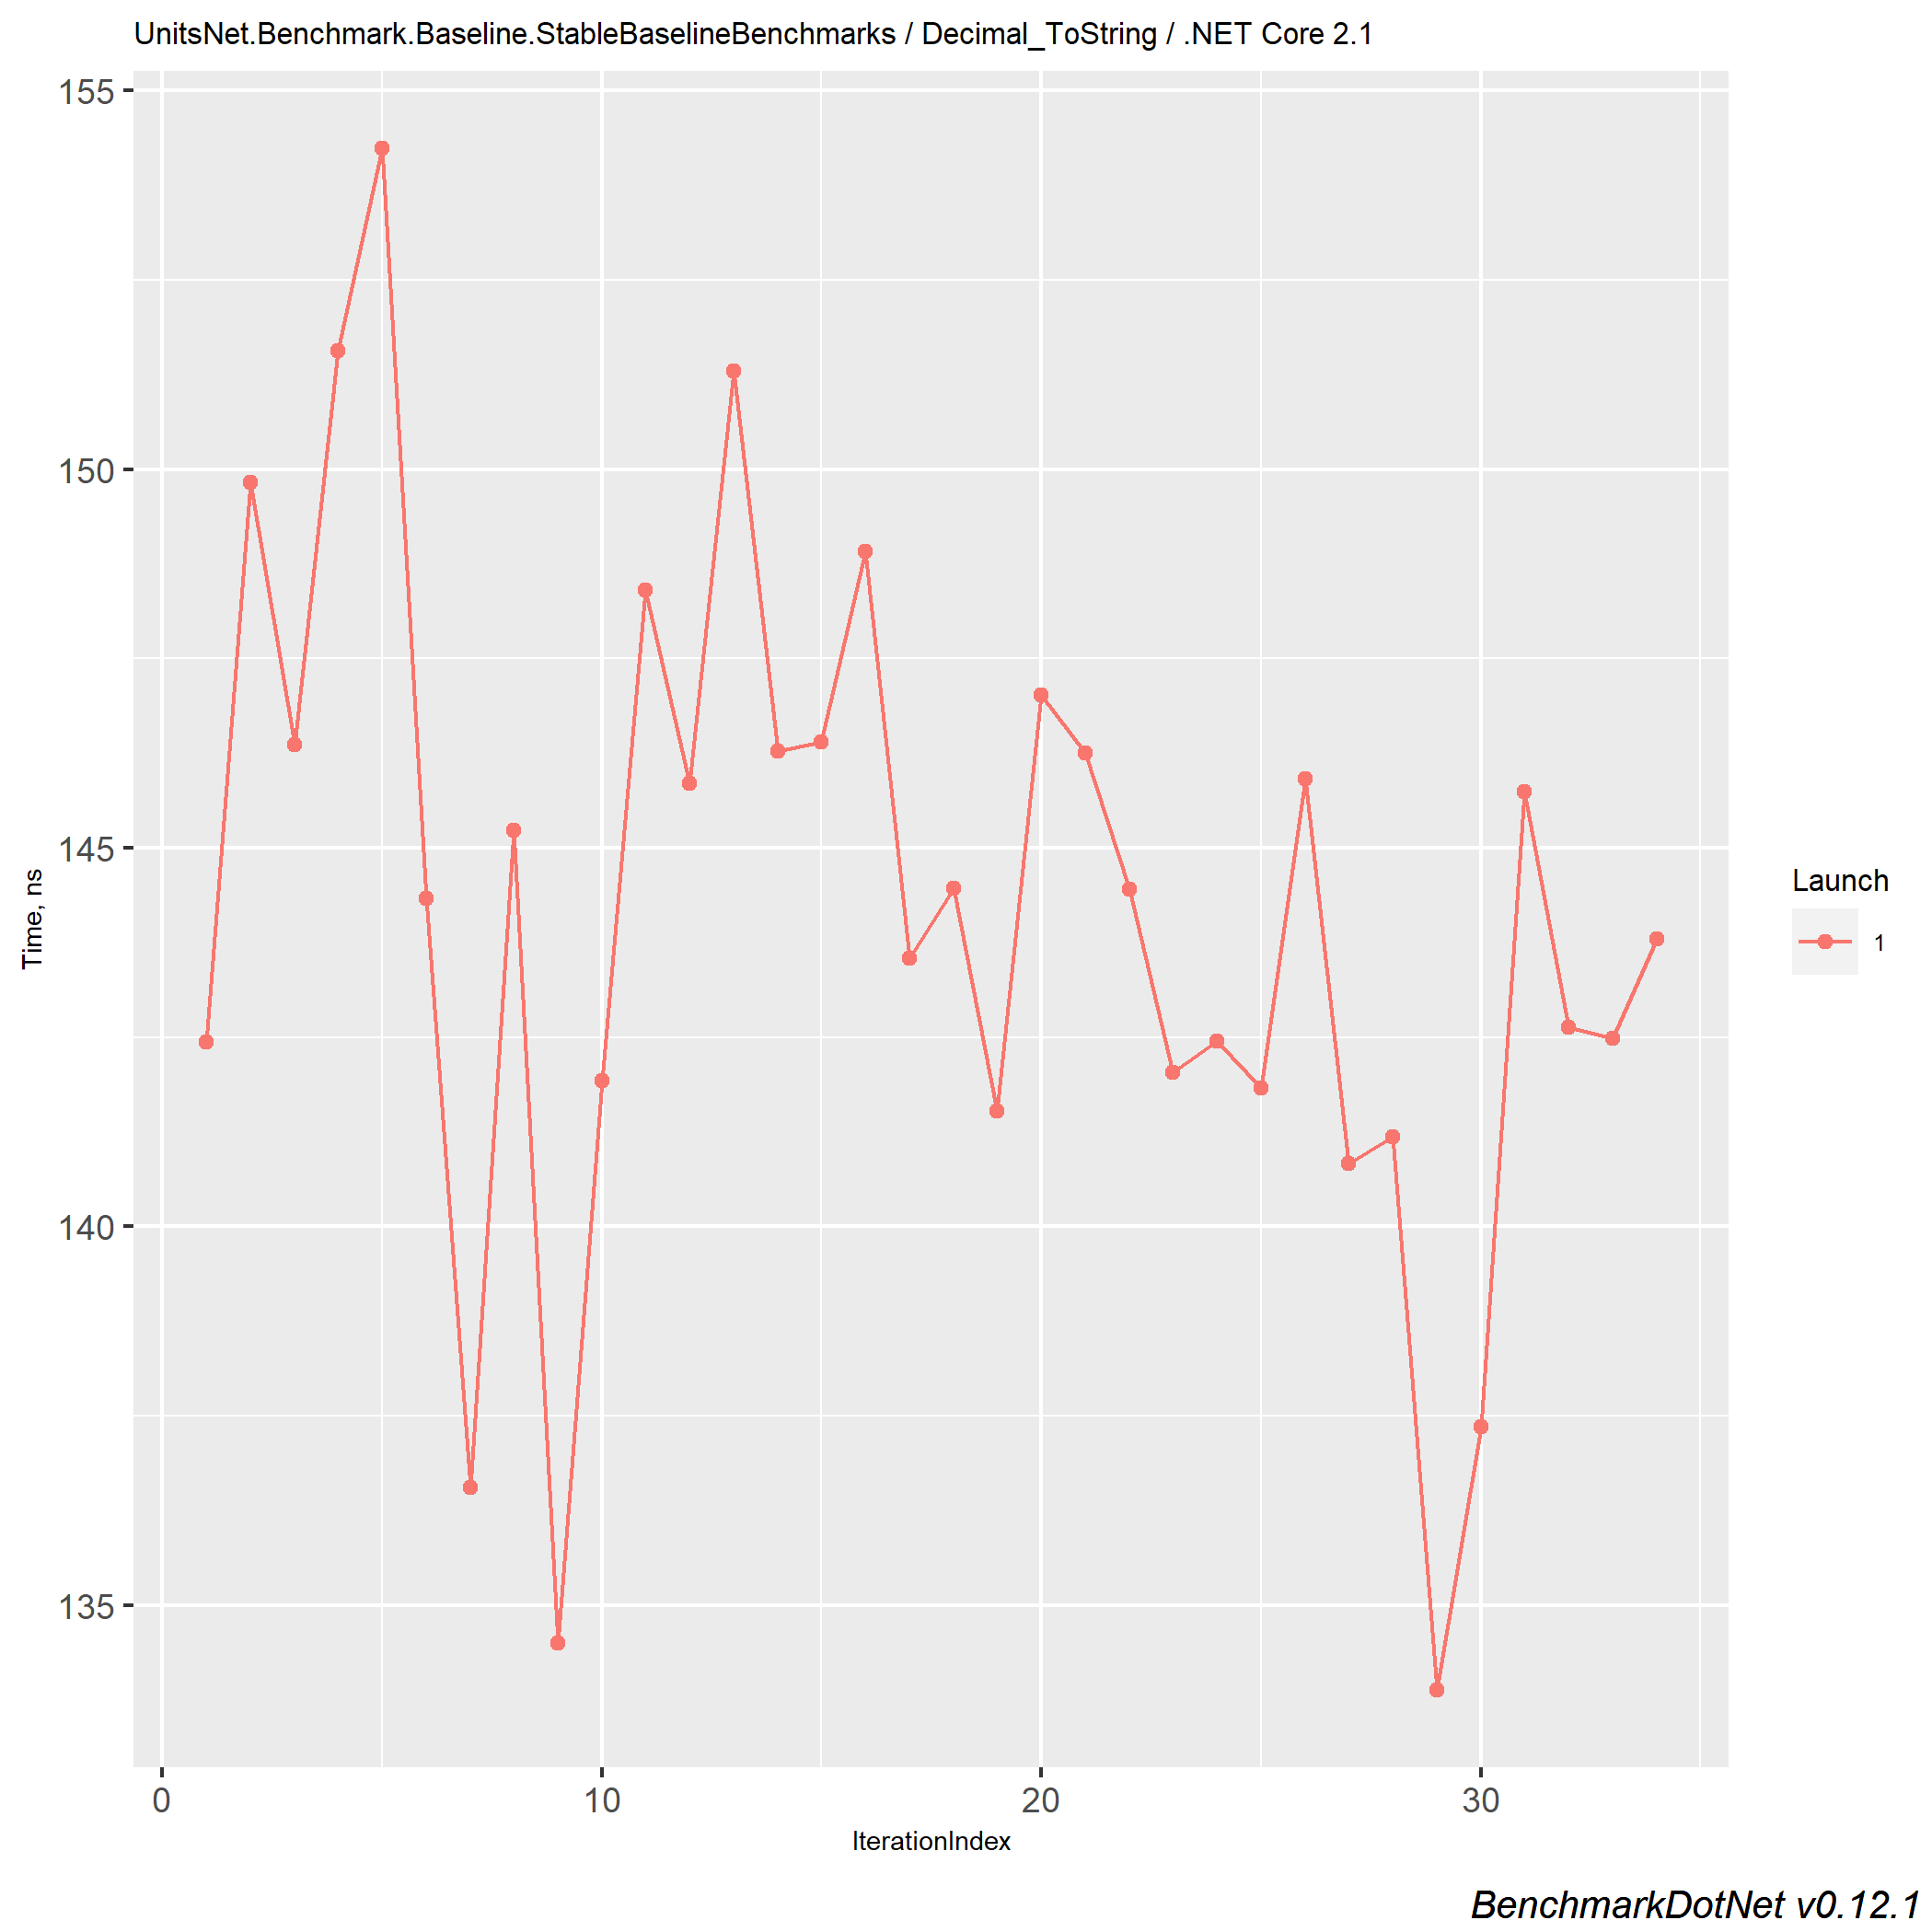 UnitsNet.Benchmark.Baseline.StableBaselineBenchmarks / Decimal_ToString / .NET Core 2.1
155
150
145
140
135
Time, ns
0 10 20 30
IterationIndex
Launch
1
BenchmarkDotNet v0.12.1